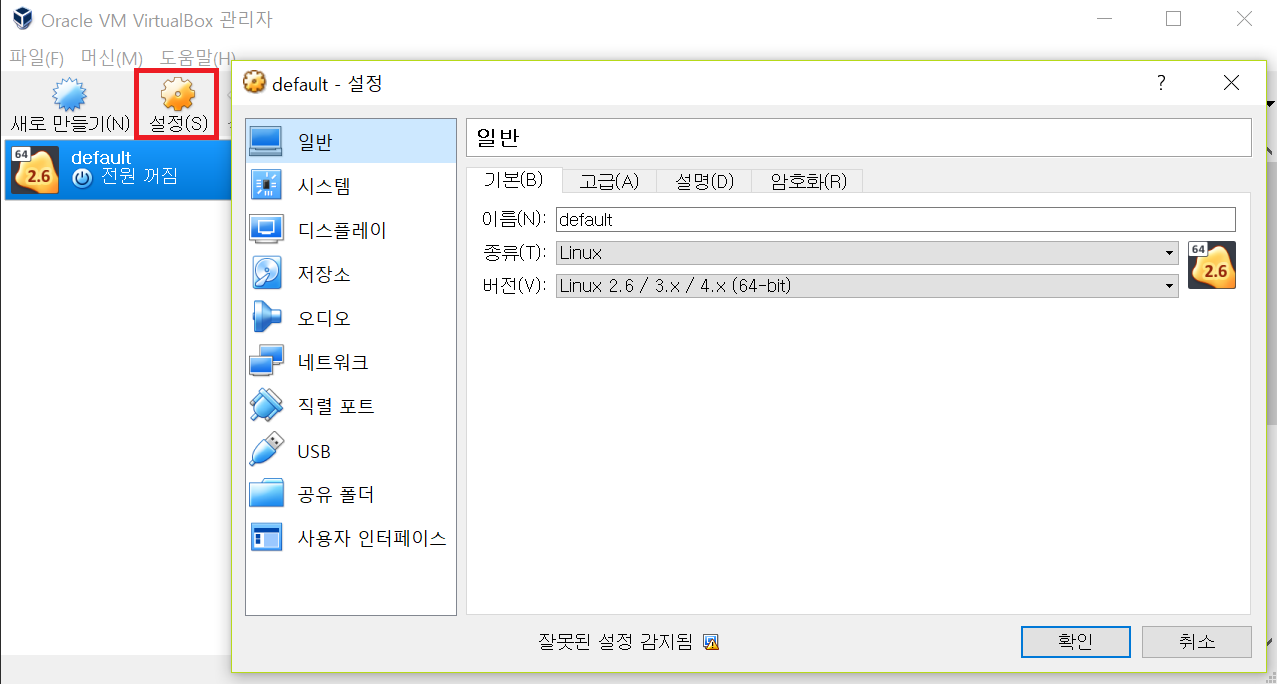 Oracle VM VirtualBox 관리자
파일(F) 머신(M) 도움말(H)
새로 만들기(N) 설정(S)
64 2.6 default
전원 꺼짐
default - 설정
?
일반
시스템
디스플레이
저장소
오디오
네트워크
직렬 포트
USB
공유 폴더
사용자 인터페이스
일반
기본(B) 고급(A) 설명(D) 암호화(R)
이름(N): default
종류(T): Linux
버전(V): Linux 2.6 / 3.x / 4.x (64-bit)
64 2.6
잘못된 설정 감지됨
확인 취소